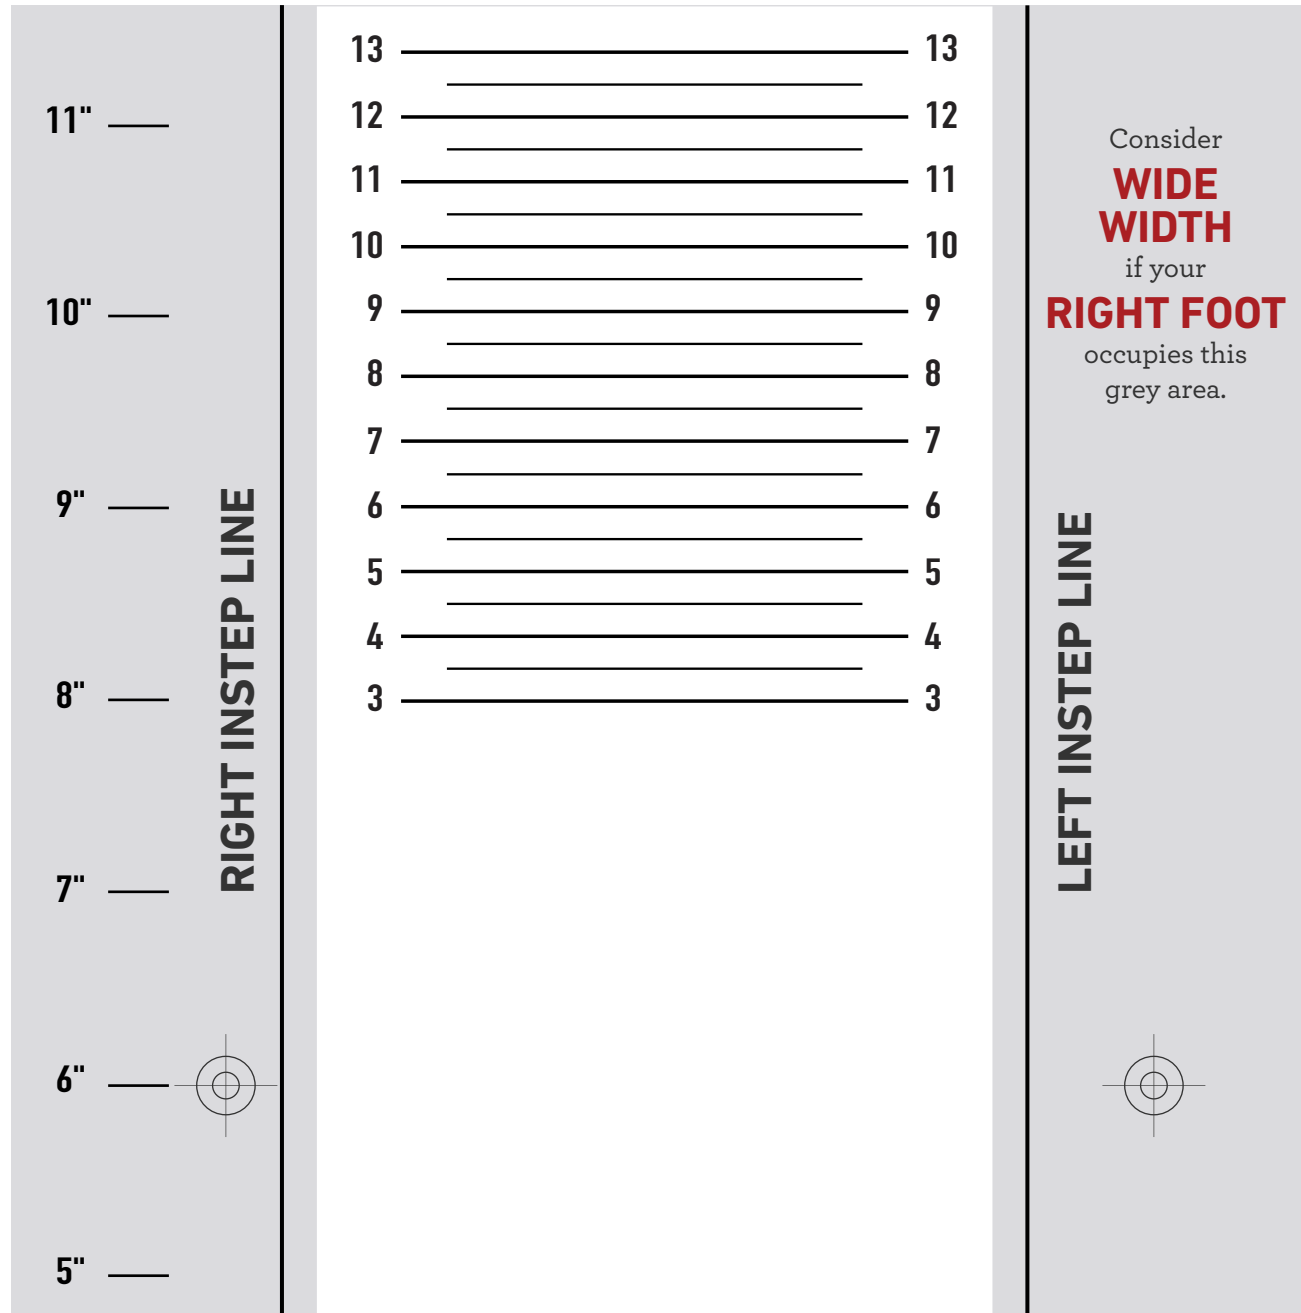 13 13
11"
12 12
11 11
10 10
10"
9 9
8 8
7 7
9"
6 6
5 5
4 4
8"
3 3
7"
6"
5"
RIGHT INSTEP LINE
LEFT INSTEP LINE
Consider
WIDE
WIDTH
if your
RIGHT FOOT
occupies this
grey area.